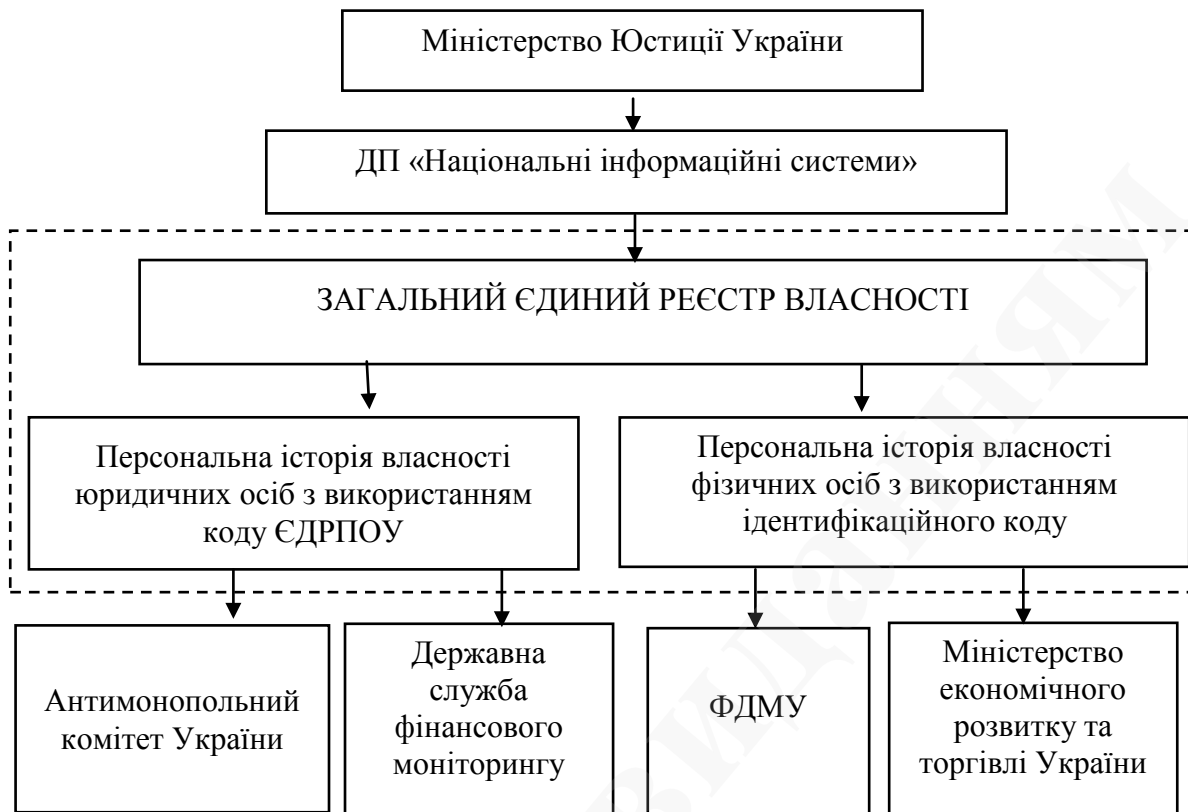 Міністерство Юстиції України
ДП «Національні інформаційні системи»
ЗАГАЛЬНИЙ ЄДИНИЙ РЕЄСТР ВЛАСНОСТІ
Персональна історія власності
юридичних осіб з використанням
коду ЄДРПОУ
Персональна історія власності
фізичних осіб з використанням
ідентифікаційного коду
Антимонопольний
комітет України
Державна
служба
фінансового
моніторингу
ФДМУ
Міністерство
економічного
розвитку та
торгівлі України
виданням